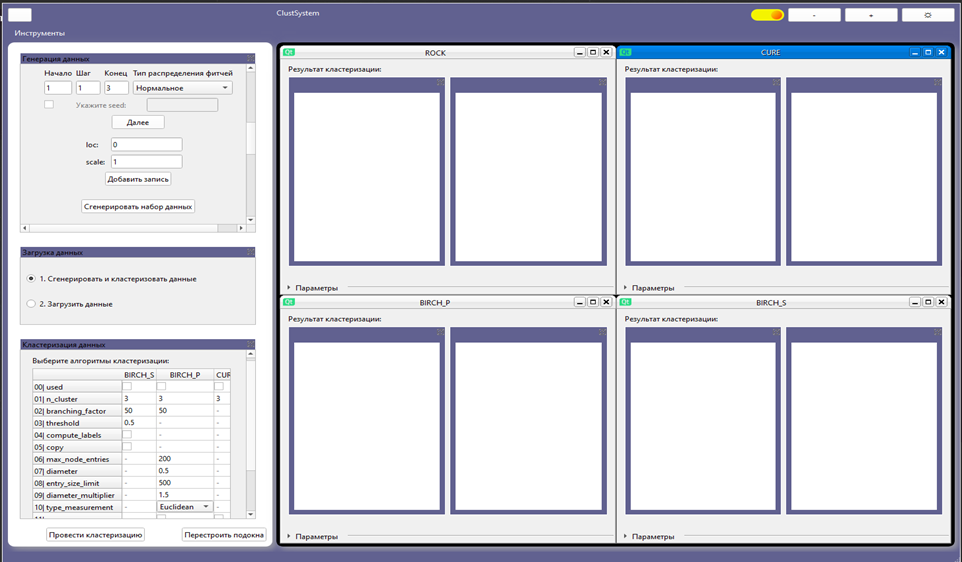 ClustSystem
-
+
Инструменты
Генерация данных
Начало Шаг Конец Тип распределения фитчей
1 1 3 Нормальное
Укажите seed:
Далее
loc: 0
scale: 1
Добавить запись
Сгенерировать набор данных
Загрузка данных
1. Сгенерировать и кластеризовать данные
2. Загрузить данные
Кластеризация данных
Выберите алгоритмы кластеризации:
BIRCH_S BIRCH_P CUR
00| used
01| n_cluster 3 3 3
02| branching_factor 50 50 -
03| threshold 0.5 - -
04| compute_labels - -
05| copy - -
06| max_node_entries - 200 -
07| diameter - 0.5 -
08| entry_size_limit - 500 -
09| diameter_multiplier - 1.5 -
10| type_measurement - Euclidean -
Провести кластеризацию Перестроить подокна
Qt ROCK
Результат кластеризации:
Параметры
Qt CURE
Результат кластеризации:
Параметры
Qt BIRCH_P
Результат кластеризации:
Параметры
Qt BIRCH_S
Результат кластеризации:
Параметры